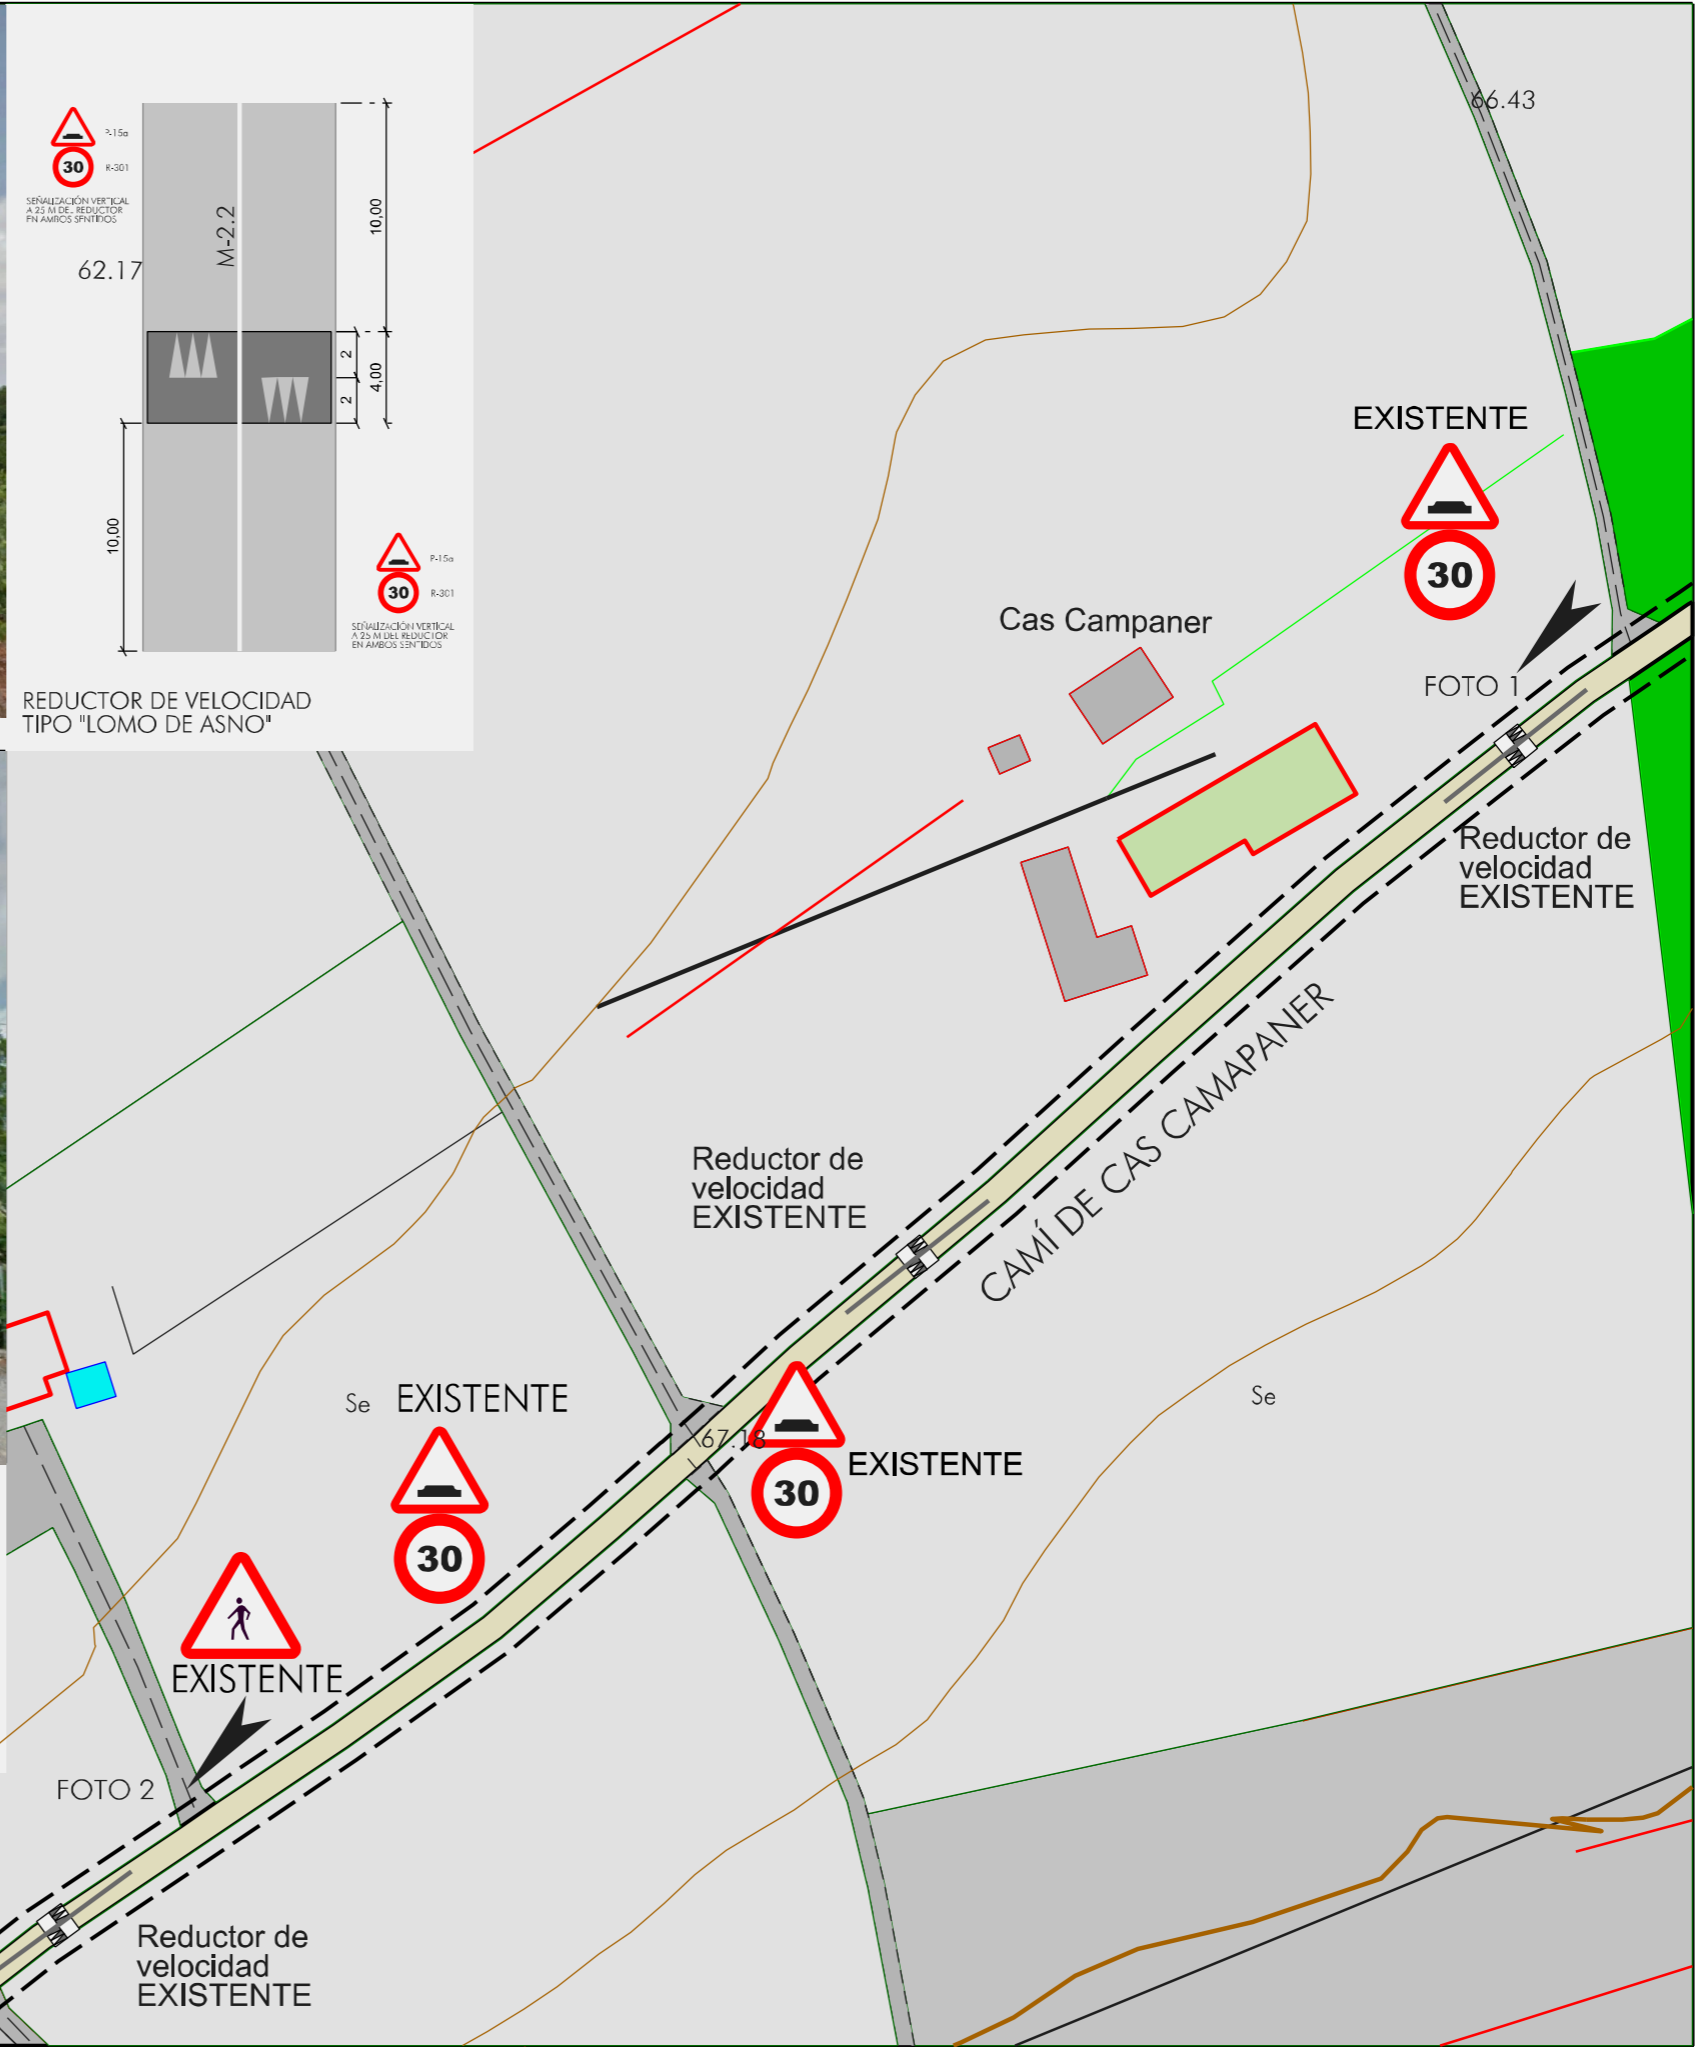 P-15a
30
R-301
SEÑALIZACIÓN VERTICAL
A 25 M DEL REDUCTOR
EN AMBOS SENTIDOS
62.17
M-2.2
10,00
2
2
4,00
10,00
P-15a
30
R-301
SEÑALIZACIÓN VERTICAL
A 25 M DEL REDUCTOR
EN AMBOS SENTIDOS
REDUCTOR DE VELOCIDAD
TIPO "LOMO DE ASNO"
66.43
EXISTENTE
30
Cas Campaner
FOTO 1
Reductor de
velocidad
EXISTENTE
CAMÍ DE CAS CAMAPANER
Reductor de
velocidad
EXISTENTE
Se
EXISTENTE
30
67.18
30
EXISTENTE
Se
EXISTENTE
FOTO 2
Reductor de
velocidad
EXISTENTE